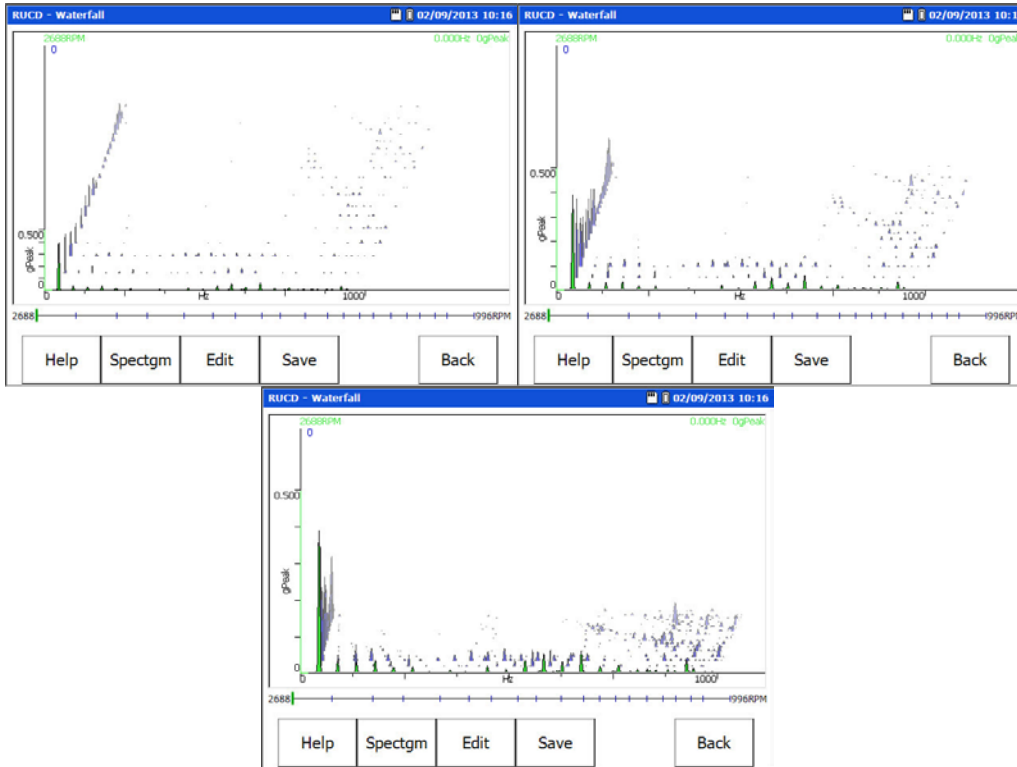 RUCD - Waterfall 02/09/2013 10:16
2688RPM 0.000Hz 0gPeak
0
0.500
gPeak
0
0 Hz 1000
2688 996RPM
Help Spectgm Edit Save Back
RUCD - Waterfall 02/09/2013 10:1
2688RPM 0.000Hz 0gPeak
0
0.500
gPeak
0
0 Hz 1000
2688 996RPM
Help Spectgm Edit Save Back
RUCD - Waterfall 02/09/2013 10:16
2688RPM 0.000Hz 0gPeak
0
0.500
gPeak
0
0 Hz 1000
2688 996RPM
Help Spectgm Edit Save Back